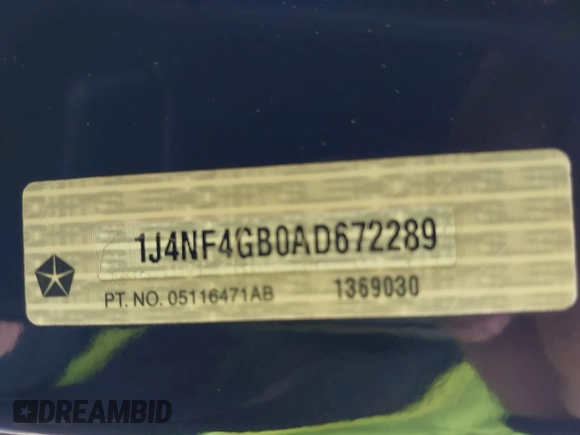 1J4NF4GB0AD672289
PT. NO. 05116471AB 1369030
DREAMBID